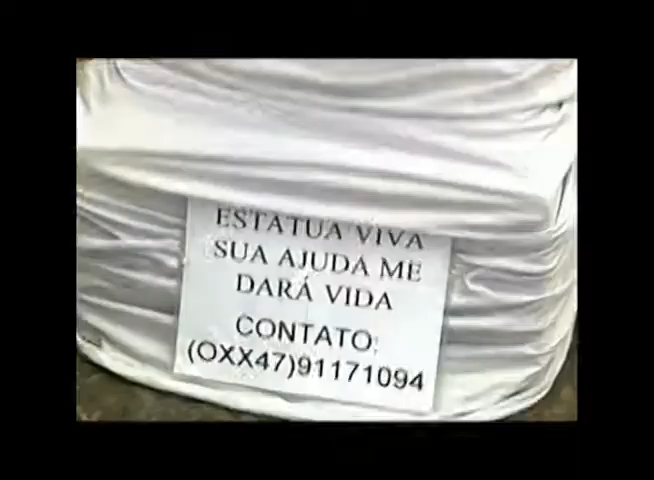 ESTATUA VIVA
SUA AJUDA ME
DARÁ VIDA
CONTATO:
(OXX47)91171094